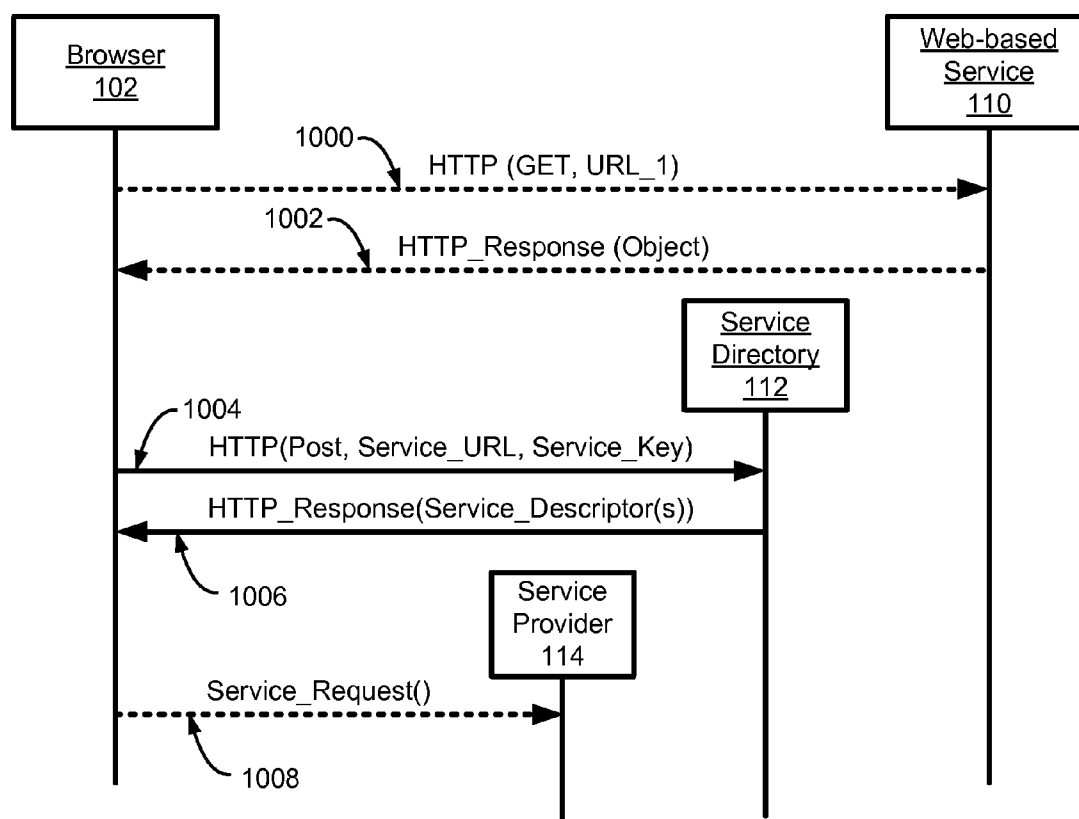 Browser
102
Web-based
Service
110
1000
HTTP (GET, URL_1)
1002
HTTP_Response (Object)
Service
Directory
112
1004
HTTP(Post, Service_URL, Service_Key)
HTTP_Response(Service_Descriptor(s))
1006
Service
Provider
114
Service_Request()
1008